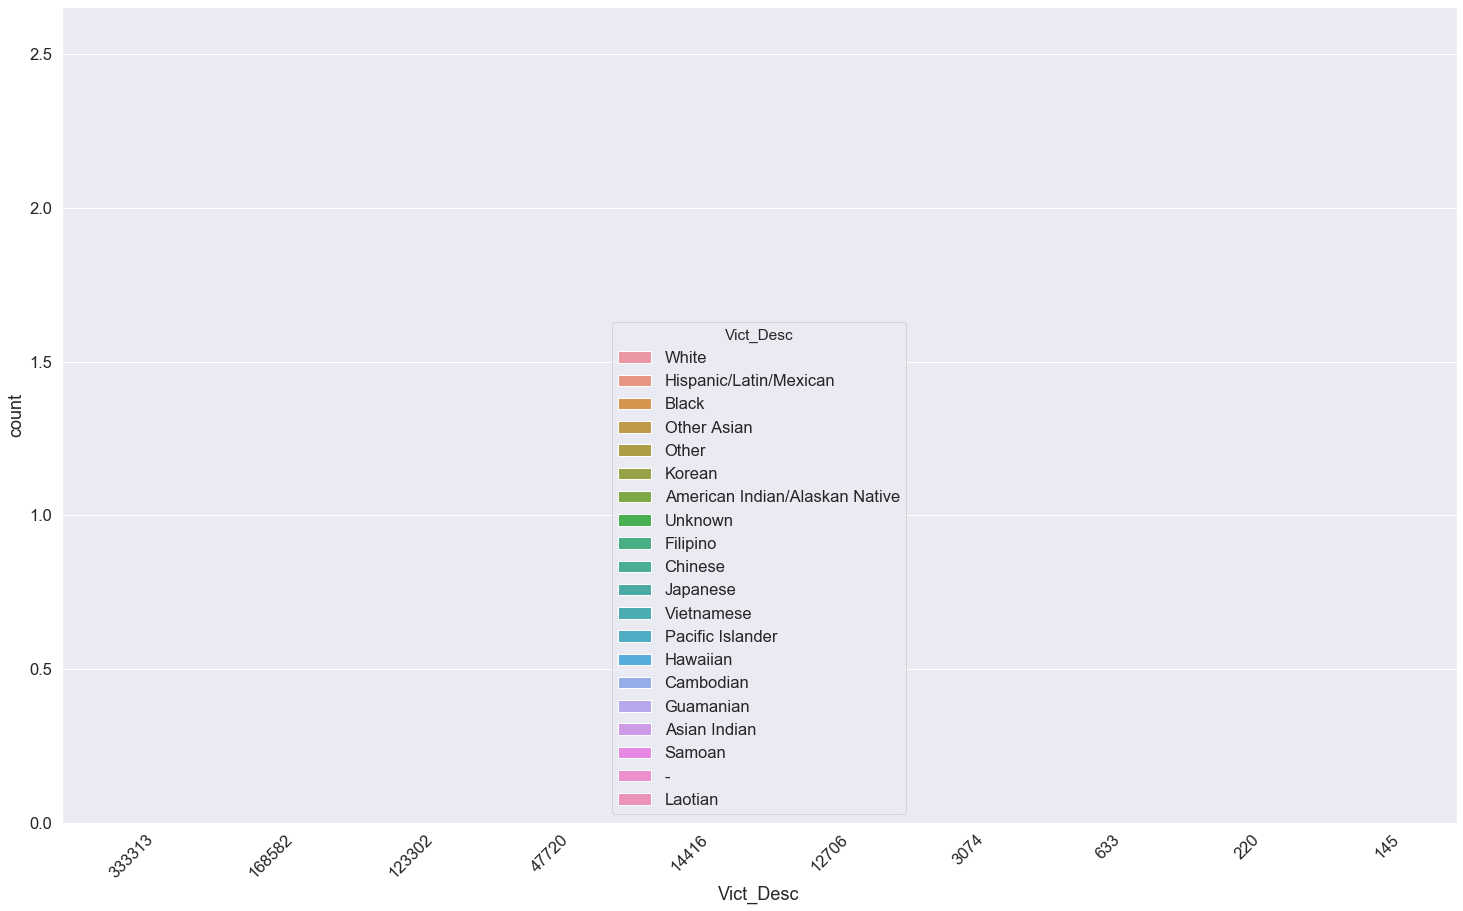 2.5
2.0
1.5
1.0
0.5
0.0
count
Vict_Desc
White
Hispanic/Latin/Mexican
Black
Other Asian
Other
Korean
American Indian/Alaskan Native
Unknown
Filipino
Chinese
Japanese
Vietnamese
Pacific Islander
Hawaiian
Cambodian
Guamanian
Asian Indian
Samoan
-
Laotian
333313
168582
123302
47720
14416
12706
3074
633
220
145
Vict_Desc